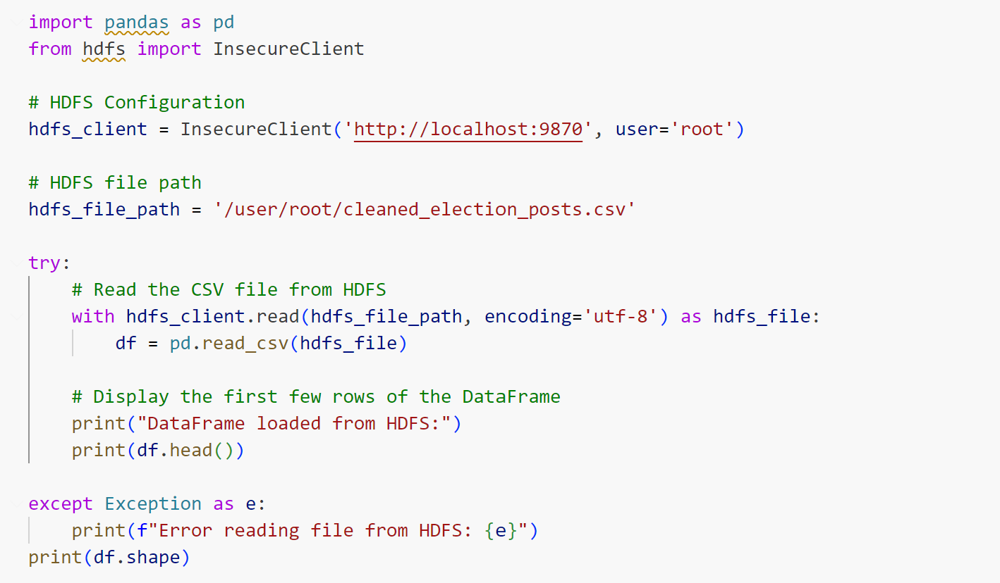 import pandas as pd
from hdfs import InsecureClient

# HDFS Configuration
hdfs_client = InsecureClient('http://localhost:9870', user='root')

# HDFS file path
hdfs_file_path = '/user/root/cleaned_election_posts.csv'

try:
    # Read the CSV file from HDFS
    with hdfs_client.read(hdfs_file_path, encoding='utf-8') as hdfs_file:
        df = pd.read_csv(hdfs_file)

    # Display the first few rows of the DataFrame
    print("DataFrame loaded from HDFS:")
    print(df.head())

except Exception as e:
    print(f"Error reading file from HDFS: {e}")
print(df.shape)